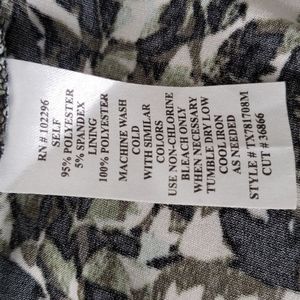 RN # 102296
SELF
95% POLYESTER
5% SPANDEX
LINING
100% POLYESTER
MACHINE WASH
COLD
WITH SIMILAR
COLORS
USE NON-CHLORINE
BLEACH ONLY
WHEN NECESSARY
TUMBLE DRY LOW
COOL IRON
AS NEEDED
STYLE # TX781708M
CUT # 36866